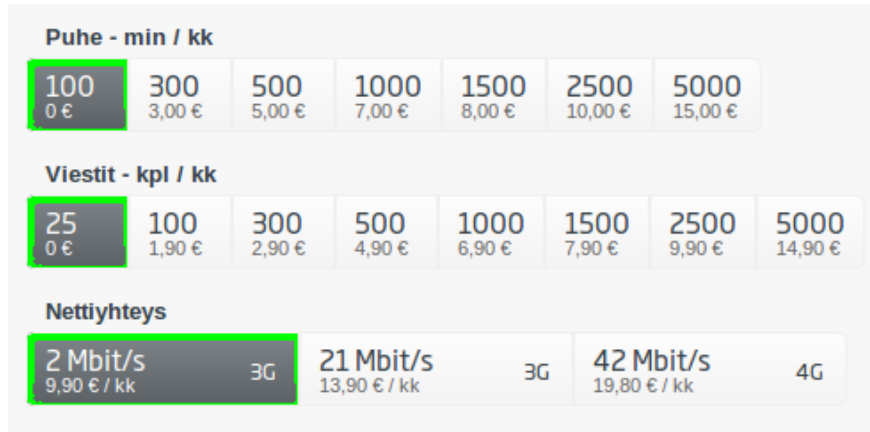 Puhe - min / kk
100 300 500 1000 1500 2500 5000
0 € 3,00 € 5,00 € 7,00 € 8,00 € 10,00 € 15,00 €
Viestit - kpl / kk
25 100 300 500 1000 1500 2500 5000
0 € 1,90 € 2,90 € 4,90 € 6,90 € 7,90 € 9,90 € 14,90 €
Nettiyhteys
2 Mbit/s 3G 21 Mbit/s 3G 42 Mbit/s 4G
9,90 € / kk 13,90 € / kk 19,80 € / kk